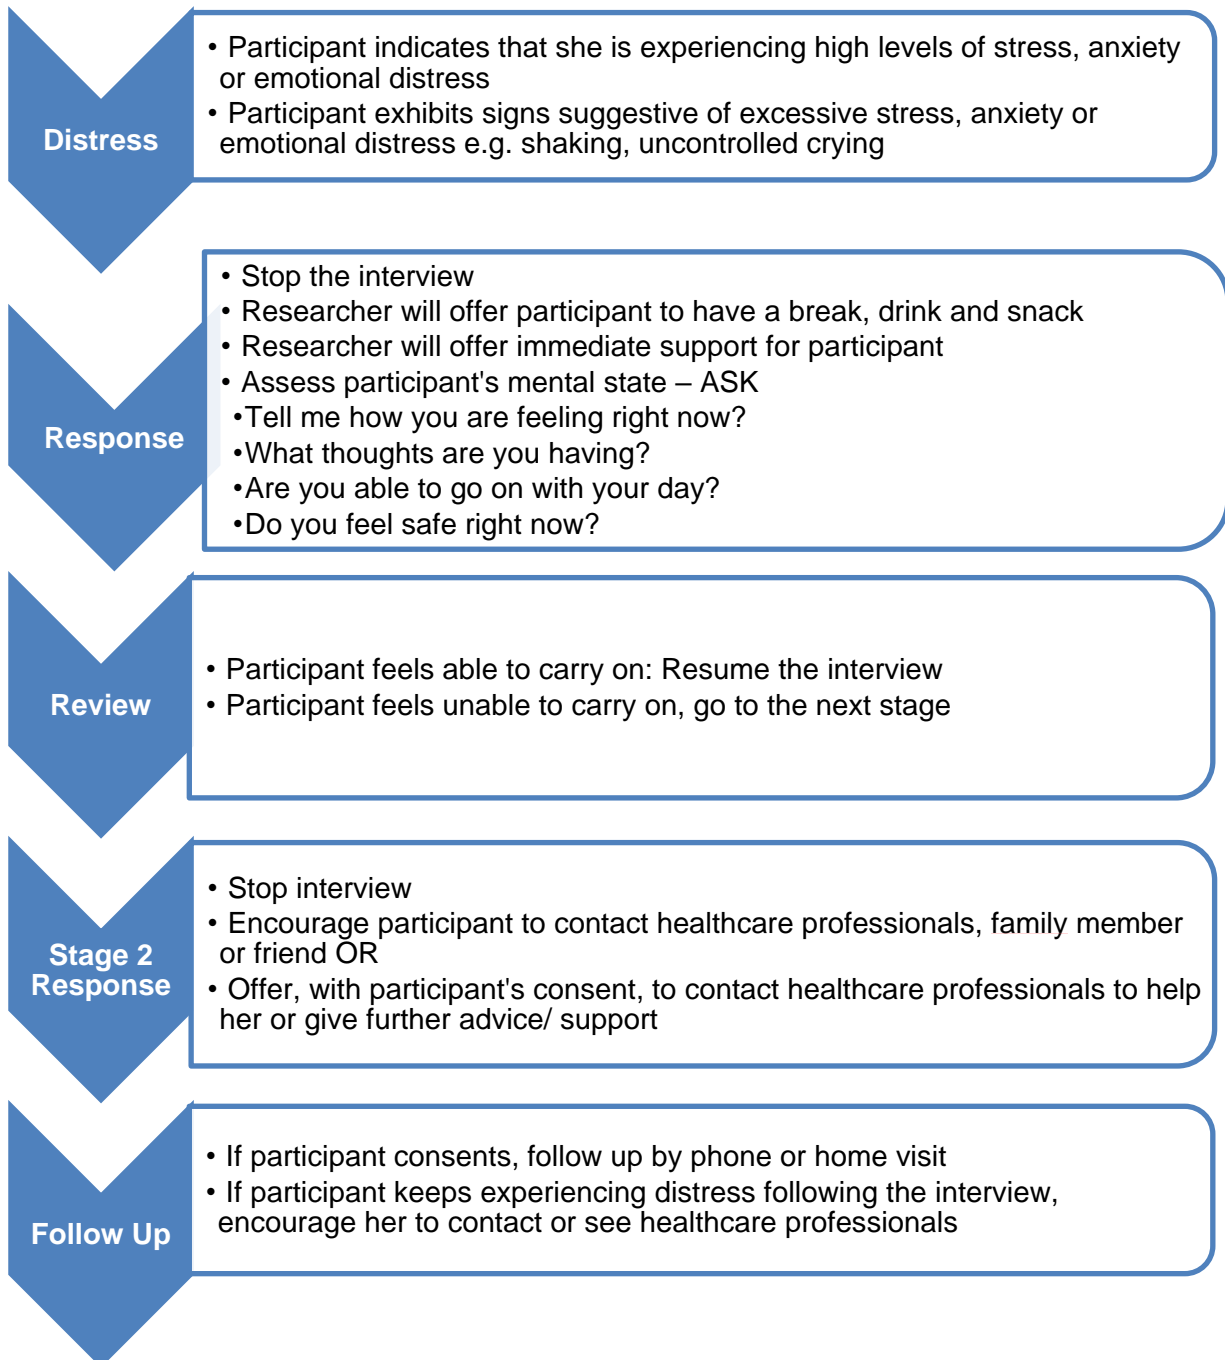 Distress
• Participant indicates that she is experiencing high levels of stress, anxiety
or emotional distress
• Participant exhibits signs suggestive of excessive stress, anxiety or
emotional distress e.g. shaking, uncontrolled crying
Response
• Stop the interview
• Researcher will offer participant to have a break, drink and snack
• Researcher will offer immediate support for participant
• Assess participant's mental state – ASK
•Tell me how you are feeling right now?
•What thoughts are you having?
•Are you able to go on with your day?
•Do you feel safe right now?
Review
• Participant feels able to carry on: Resume the interview
• Participant feels unable to carry on, go to the next stage
Stage 2
Response
• Stop interview
• Encourage participant to contact healthcare professionals, family member
or friend OR
• Offer, with participant's consent, to contact healthcare professionals to help
her or give further advice/ support
Follow Up
• If participant consents, follow up by phone or home visit
• If participant keeps experiencing distress following the interview,
encourage her to contact or see healthcare professionals